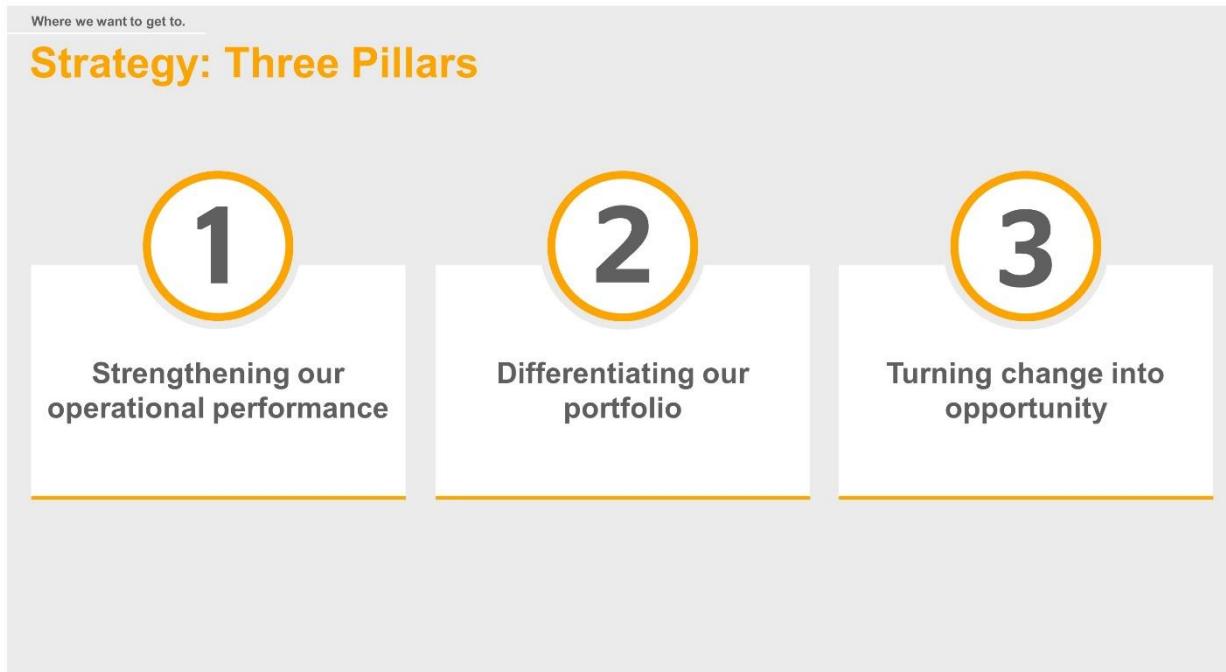 Where we want to get to.
Strategy: Three Pillars
1
Strengthening our
operational performance
2
Differentiating our
portfolio
3
Turning change into
opportunity